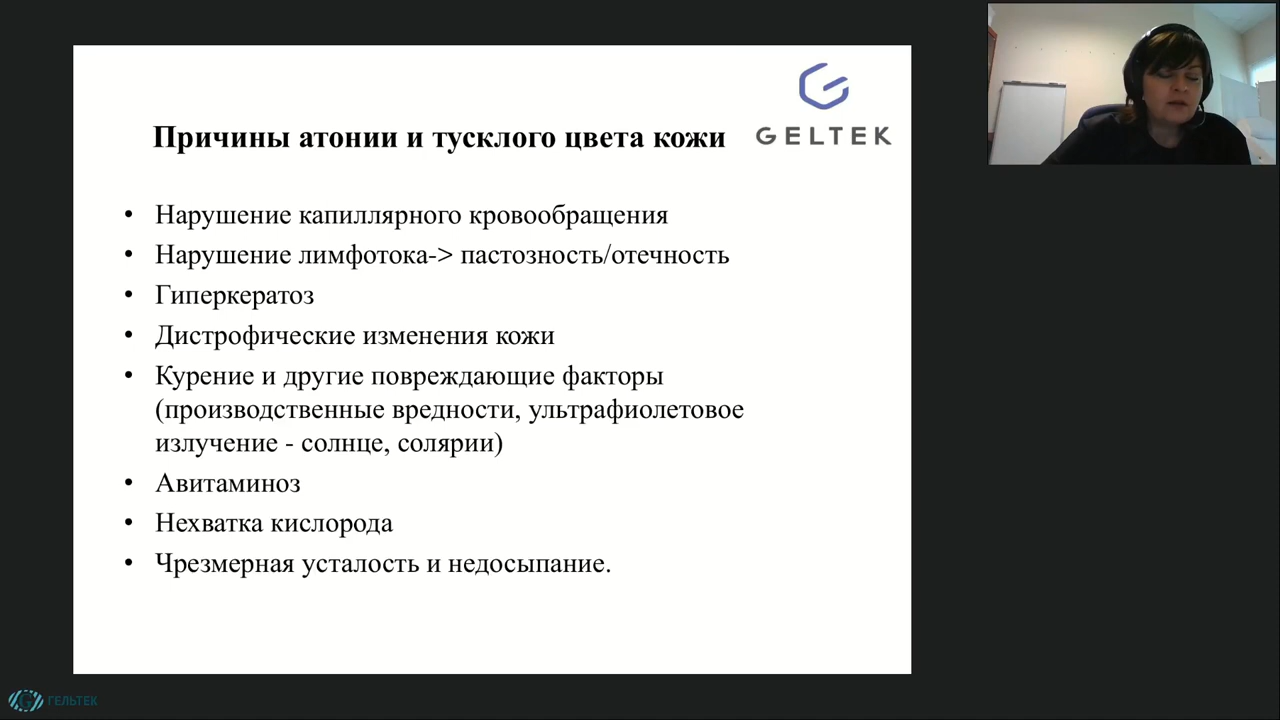 GELTEK
Причины атонии и тусклого цвета кожи
• Нарушение капиллярного кровообращения
• Нарушение лимфотока-> пастозность/отечность
• Гиперкератоз
• Дистрофические изменения кожи
• Курение и другие повреждающие факторы
(производственные вредности, ультрафиолетовое
излучение - солнце, солярии)
• Авитаминоз
• Нехватка кислорода
• Чрезмерная усталость и недосыпание.
ГЕЛЬТЕК